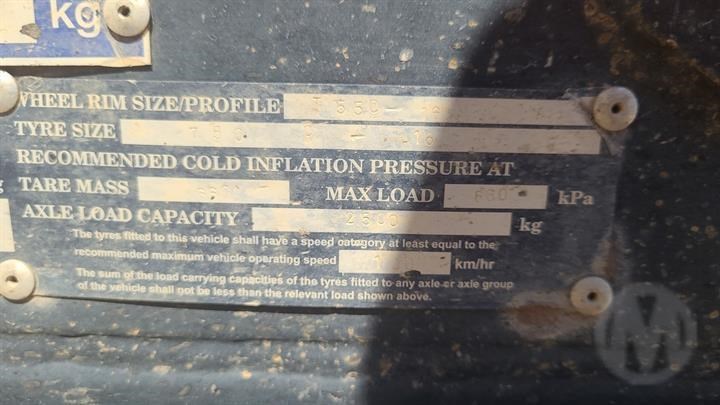 kg
WHEEL RIM SIZE/PROFILE
TYRE SIZE
RECOMMENDED COLD INFLATION PRESSURE AT
TARE MASS MAX LOAD kPa
AXLE LOAD CAPACITY 2500 kg
The tyres fitted to this vehicle shall have a speed category at least equal to the
recommended maximum vehicle operating speed km/hr
The sum of the load carrying capacities of the tyres fitted to any axle or axle group
of the vehicle shall not be less than the relevant load shown above.
M